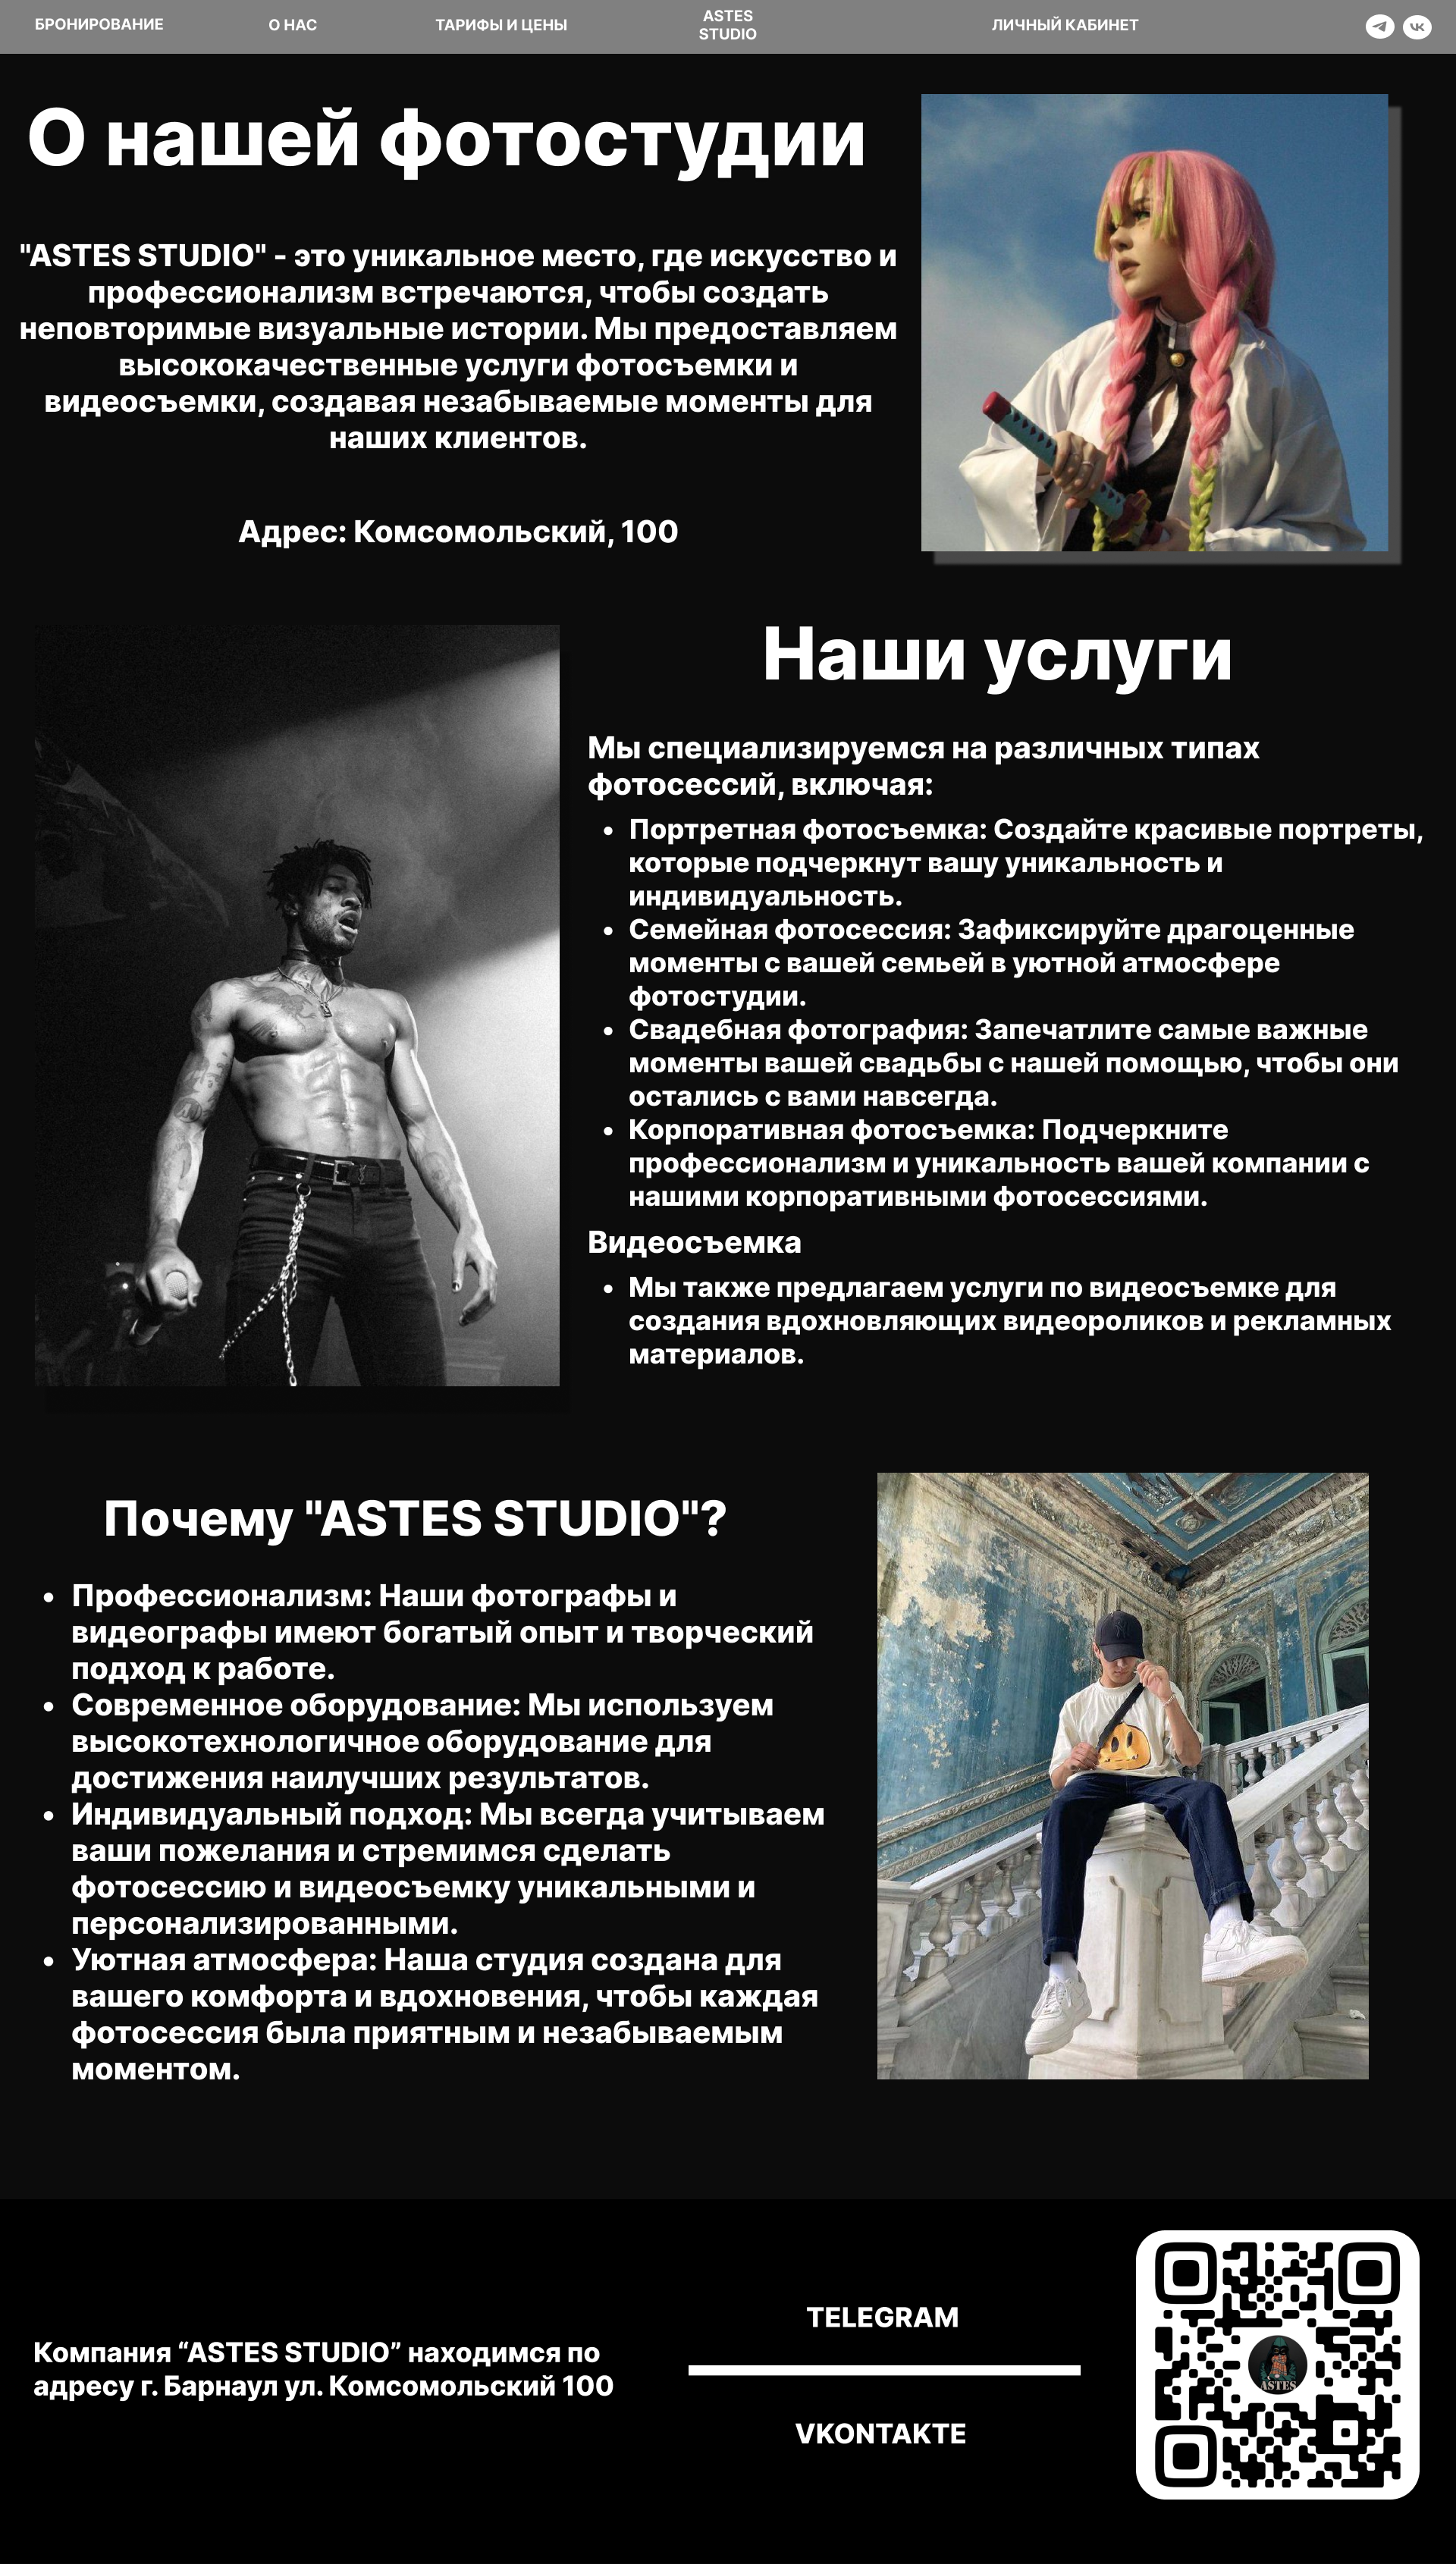 БРОНИРОВАНИЕ
О НАС
ТАРИФЫ И ЦЕНЫ
ASTES
STUDIO
ЛИЧНЫЙ КАБИНЕТ
О нашей фотостудии
"ASTES STUDIO" - это уникальное место, где искусство и
профессионализм встречаются, чтобы создать
неповторимые визуальные истории. Мы предоставляем
высококачественные услуги фотосъемки и
видеосъемки, создавая незабываемые моменты для
наших клиентов.
Адрес: Комсомольский, 100
Наши услуги
Мы специализируемся на различных типах
фотосессий, включая:
• Портретная фотосъемка: Создайте красивые портреты,
которые подчеркнут вашу уникальность и
индивидуальность.
• Семейная фотосессия: Зафиксируйте драгоценные
моменты с вашей семьей в уютной атмосфере
фотостудии.
• Свадебная фотография: Запечатлите самые важные
моменты вашей свадьбы с нашей помощью, чтобы они
остались с вами навсегда.
• Корпоративная фотосъемка: Подчеркните
профессионализм и уникальность вашей компании с
нашими корпоративными фотосессиями.
Видеосъемка
• Мы также предлагаем услуги по видеосъемке для
создания вдохновляющих видеороликов и рекламных
материалов.
Почему "ASTES STUDIO"?
• Профессионализм: Наши фотографы и
видеографы имеют богатый опыт и творческий
подход к работе.
• Современное оборудование: Мы используем
высокотехнологичное оборудование для
достижения наилучших результатов.
• Индивидуальный подход: Мы всегда учитываем
ваши пожелания и стремимся сделать
фотосессию и видеосъемку уникальными и
персонализированными.
• Уютная атмосфера: Наша студия создана для
вашего комфорта и вдохновения, чтобы каждая
фотосессия была приятным и незабываемым
моментом.
Компания “ASTES STUDIO” находимся по
адресу г. Барнаул ул. Комсомольский 100
TELEGRAM
VKONTAKTE
ASTES